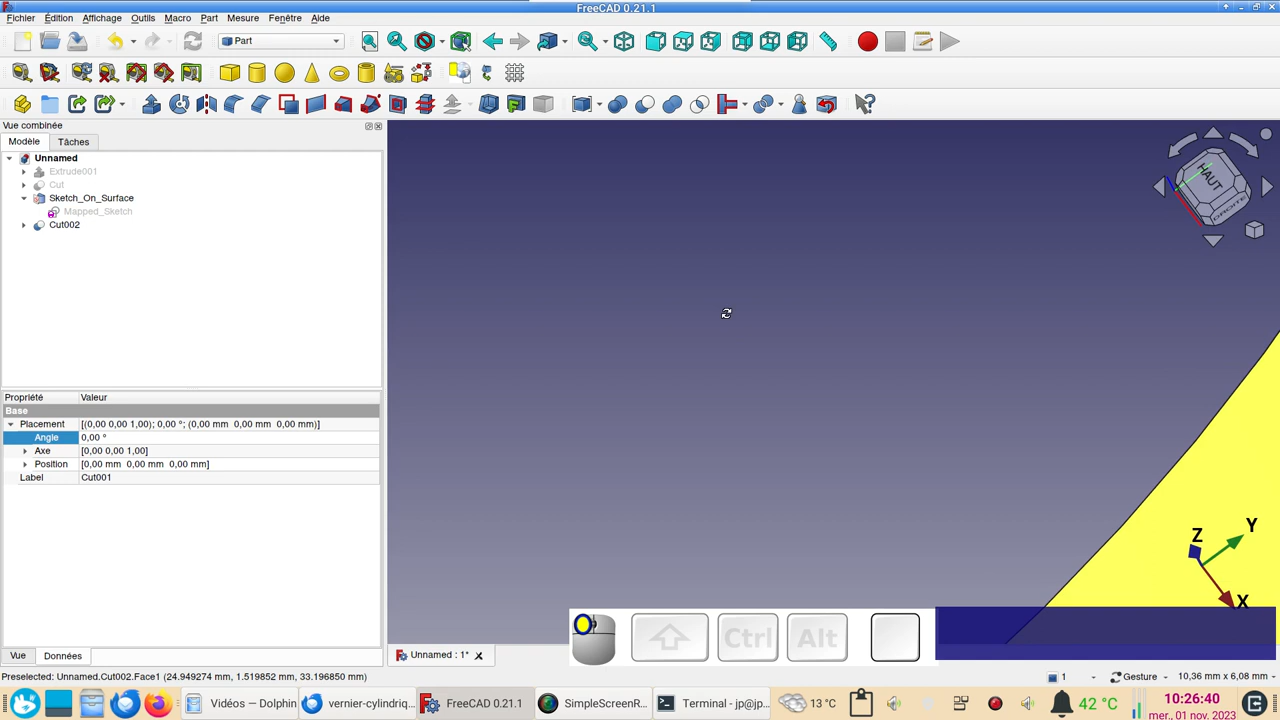 FreeCAD 0.21.1
Fichier Édition Affichage Outils Macro Part Mesure Fenêtre Aide
Part
Vue combinée
Modèle Tâches
Unnamed
Extrude001
Cut
Sketch_On_Surface
Mapped_Sketch
Cut002
HAUT
DROITE
Propriété Valeur
Base
Placement [(0,00 0,00 1,00); 0,00 °; (0,00 mm 0,00 mm 0,00 mm)]
Angle 0,00 °
Axe [0,00 0,00 1,00]
Position [0,00 mm 0,00 mm 0,00 mm]
Label Cut001
Z Y X
Ctrl Alt
Vue Données
Unnamed : 1*
Preselected: Unnamed.Cut002.Face1 (24.949274 mm, 1.519852 mm, 33.196850 mm)
1 Gesture 10,36 mm x 6,08 mm
Vidéos — Dolphin vernier-cylindriq... FreeCAD 0.21.1 SimpleScreenR... Terminal - jp@jp... 13 °C 42 °C 10:26:40
mer., 01 nov. 2023